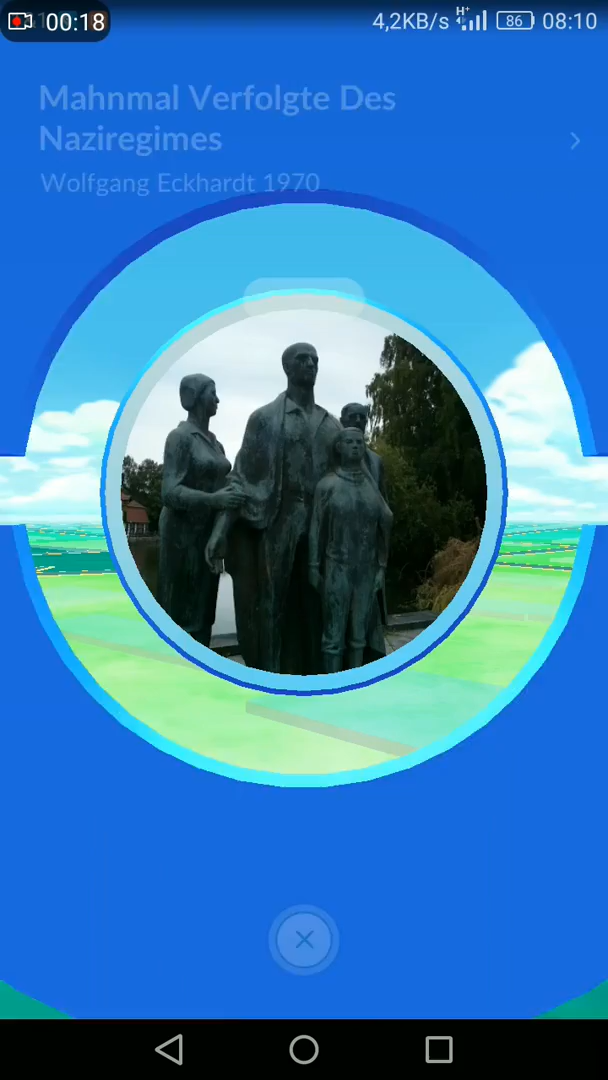 00:18 4,2KB/s H+ 86 08:10
Mahnmal Verfolgte Des
Naziregimes
Wolfgang Eckhardt 1970